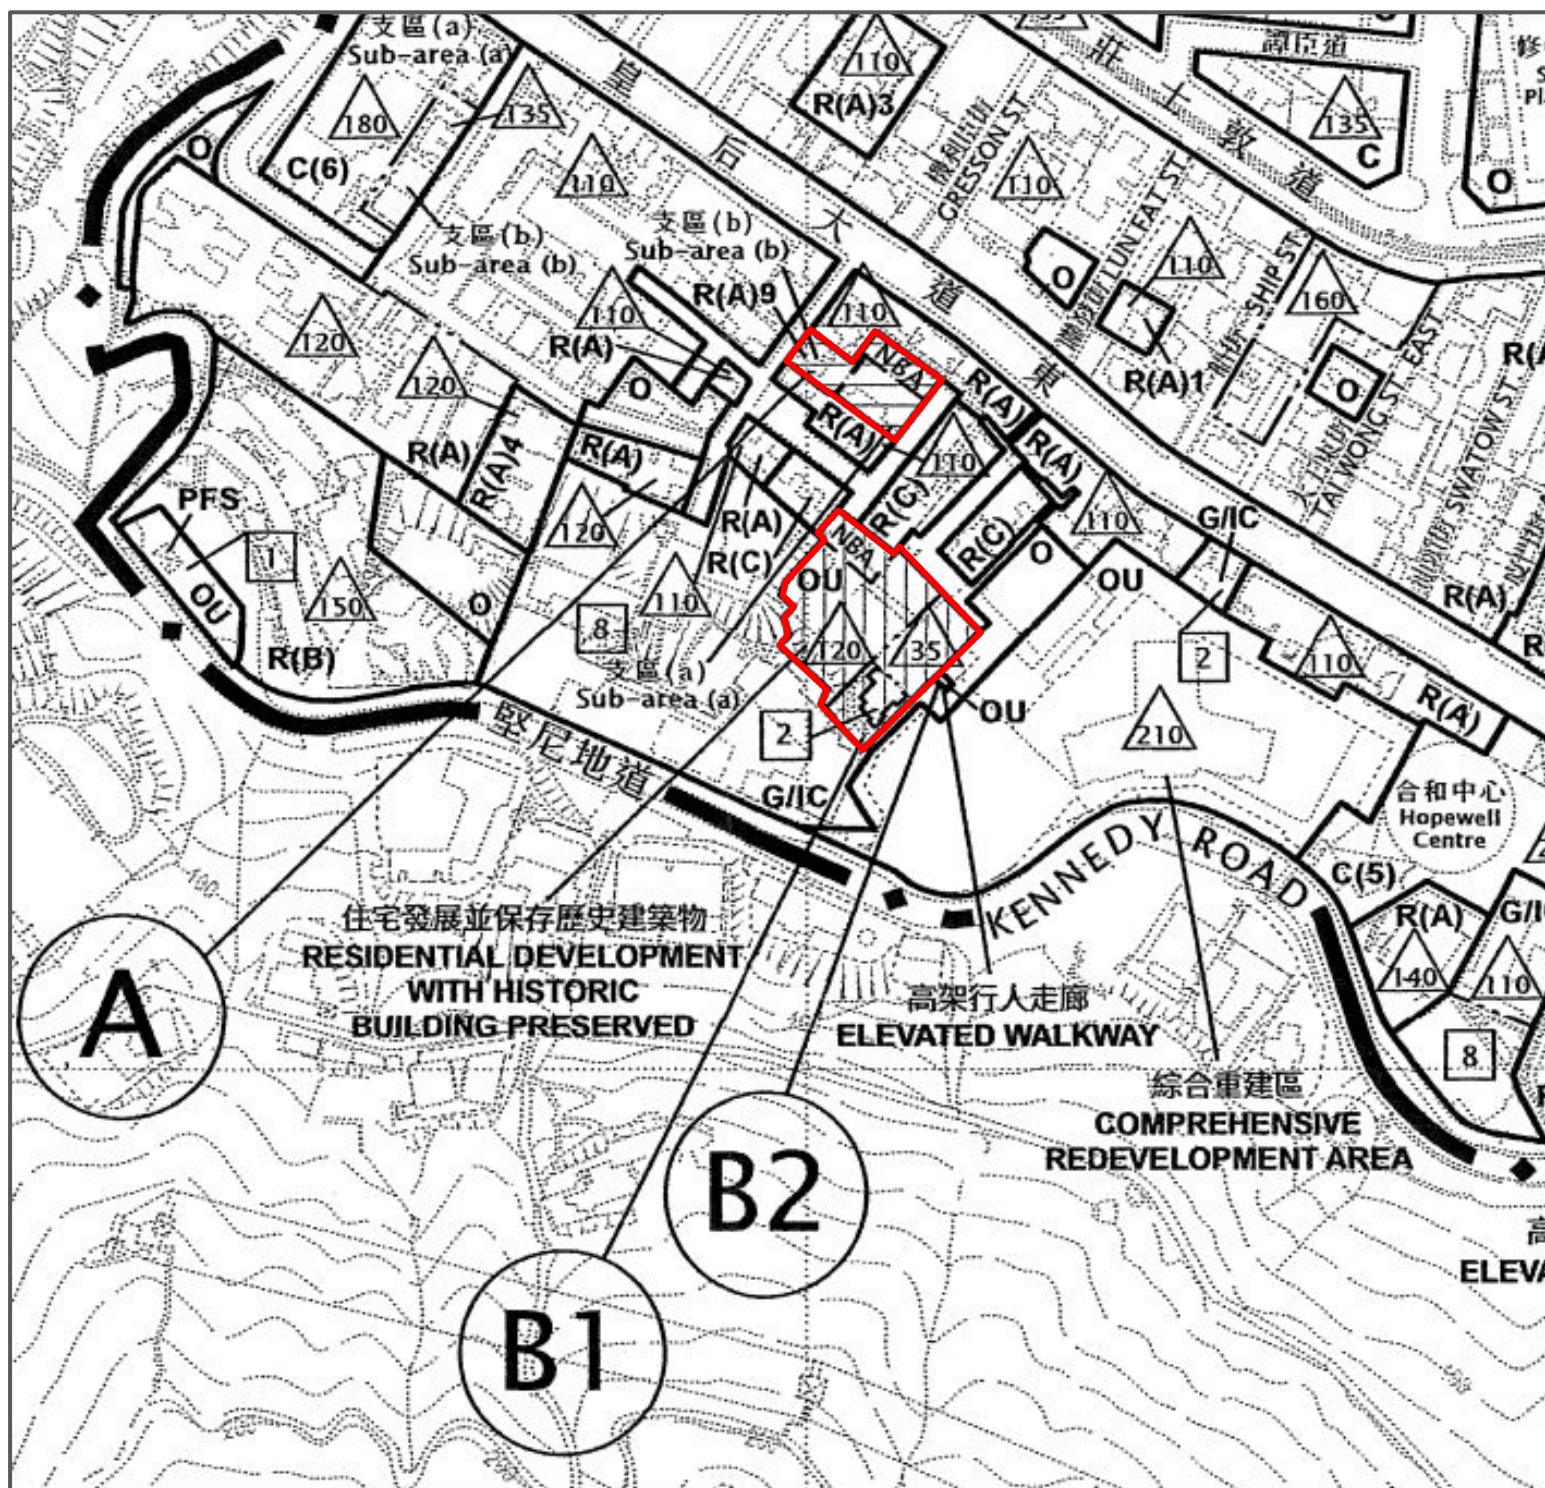 支區(a)
Sub-area (a)
180
135
C(6)
O
110
支區(b)
Sub-area (b)
支區(b)
Sub-area (b)
皇
后
大
道
東
110
R(A)3
GRESSON ST
110
LUN FAT ST
110
SHIP ST
160
TAI WONG ST EAST
SWATOW ST
莊
士
敦
道
譚臣道
135
C
O
O
R(A)1
O
R(A)9
110
110
R(A)
O
120
120
R(A)
R(A)4
R(A)
NBA
R(A)
R(A)
R(A)
110
R(C)
R(C)
R(A)
R(C)
120
110
PFS
1
OU
150
R(B)
O
8
支區(a)
Sub-area (a)
NBA
OU
120
35
2
G/IC
O
OU
OU
110
G/IC
2
110
R(A)
R(A)
210
堅尼地道
KENNEDY ROAD
合和中心
Hopewell
Centre
C(5)
R(A)
140
110
8
住宅發展並保存歷史建築物
RESIDENTIAL DEVELOPMENT
WITH HISTORIC
BUILDING PRESERVED
高架行人走廊
ELEVATED WALKWAY
綜合重建區
COMPREHENSIVE
REDEVELOPMENT AREA
A
B1
B2
100